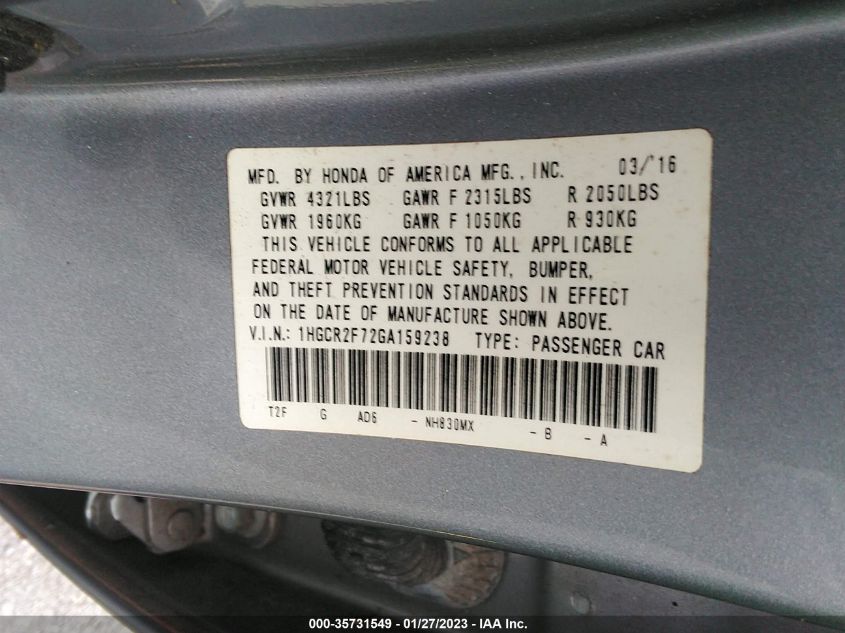 MFD. BY HONDA OF AMERICA MFG., INC. 03/'16
GVWR 4321LBS GAWR F 2315LBS R 2050LBS
GVWR 1960KG GAWR F 1050KG R 930KG
THIS VEHICLE CONFORMS TO ALL APPLICABLE
FEDERAL MOTOR VEHICLE SAFETY, BUMPER,
AND THEFT PREVENTION STANDARDS IN EFFECT
ON THE DATE OF MANUFACTURE SHOWN ABOVE.
V.I.N.: 1HGCR2F72GA159238 TYPE: PASSENGER CAR
T2F G AD6 - NH830MX - B - A
000-35731549 - 01/27/2023 - IAA Inc.